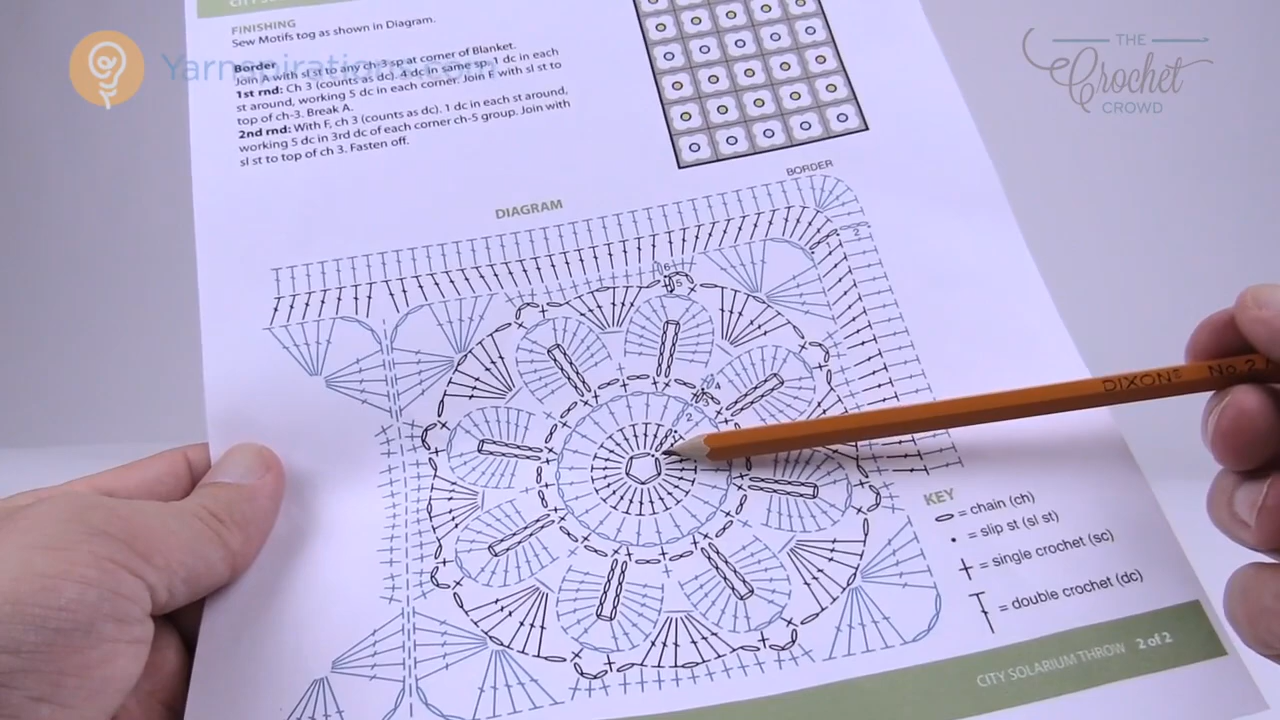 FINISHING
Sew Motifs tog as shown in Diagram.
Border
Join A with sl st to any ch-3 sp at corner of Blanket.
1st rnd: Ch 3 (counts as dc). 4 dc in same sp. 1 dc in each
st around, working 5 dc in each corner. Join F with sl st to
top of ch-3. Break A.
2nd rnd: With F, ch 3 (counts as dc). 1 dc in each st around,
working 5 dc in 3rd dc of each corner ch-5 group. Join with
sl st to top of ch 3. Fasten off.
THE
Crochet
CROWD
BORDER
DIAGRAM
2
6
5
4
3
2
DIXON No. 2
KEY
= chain (ch)
= slip st (sl st)
= single crochet (sc)
= double crochet (dc)
CITY SOLARIUM THROW 2 of 2